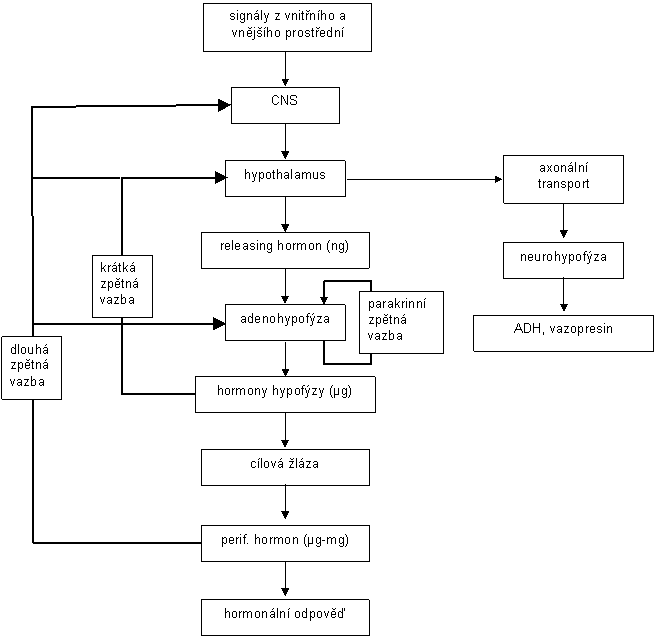 signály z vnitřního a
vnějšího prostřední
CNS
hypothalamus
axonální
transport
releasing hormon (ng)
neurohypofýza
krátká
zpětná
vazba
adenohypofýza
parakrinní
zpětná
vazba
ADH, vazopresin
dlouhá
zpětná
vazba
hormony hypofýzy (µg)
cílová žláza
perif. hormon (µg-mg)
hormonální odpověď